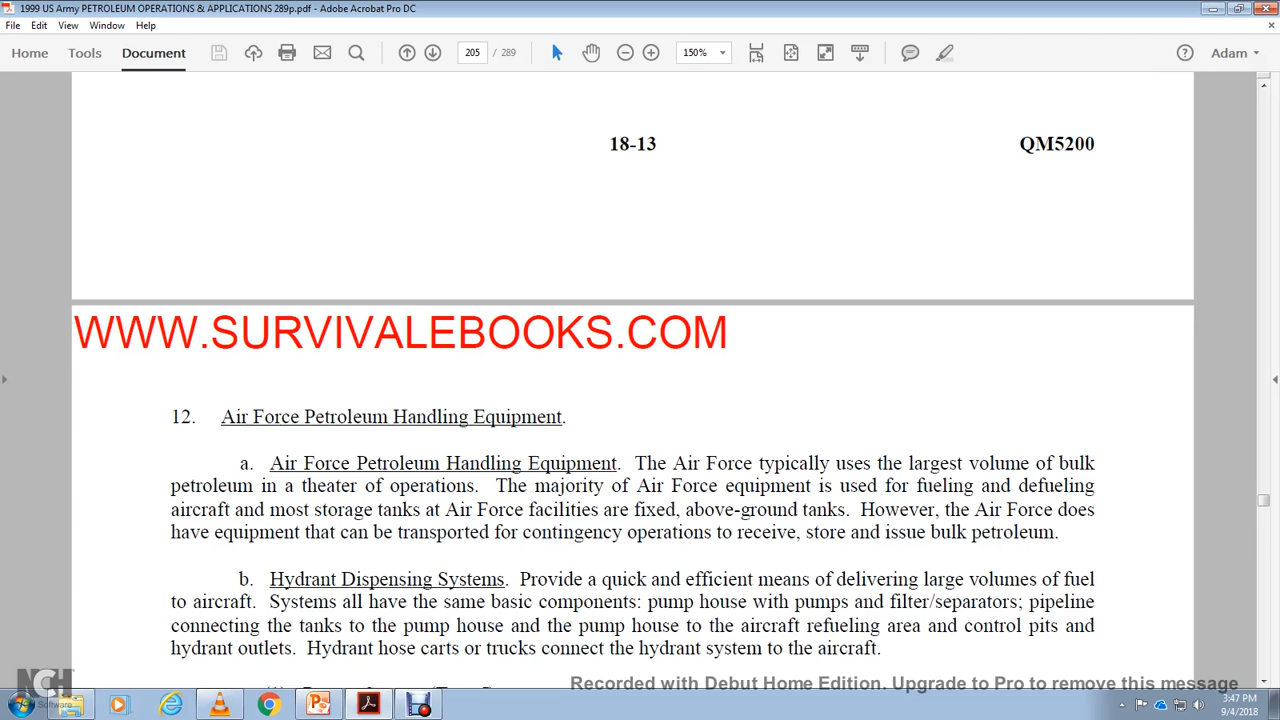 1999 US Army PETROLEUM OPERATIONS & APPLICATIONS 289p.pdf - Adobe Acrobat Pro DC
File Edit View Window Help
Home Tools Document 205 / 289 150% Adam
18-13 QM5200
WWW.SURVIVALEBOOKS.COM
12. Air Force Petroleum Handling Equipment.
a. Air Force Petroleum Handling Equipment. The Air Force typically uses the largest volume of bulk
petroleum in a theater of operations. The majority of Air Force equipment is used for fueling and defueling
aircraft and most storage tanks at Air Force facilities are fixed, above-ground tanks. However, the Air Force does
have equipment that can be transported for contingency operations to receive, store and issue bulk petroleum.
b. Hydrant Dispensing Systems. Provide a quick and efficient means of delivering large volumes of fuel
to aircraft. Systems all have the same basic components: pump house with pumps and filter/separators; pipeline
connecting the tanks to the pump house and the pump house to the aircraft refueling area and control pits and
hydrant outlets. Hydrant hose carts or trucks connect the hydrant system to the aircraft.
Recorded with Debut Home Edition. Upgrade to Pro to remove this message
NCH
Software
3:47 PM
9/4/2018